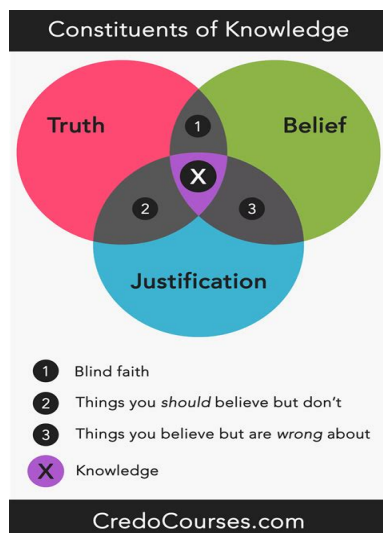 Constituents of Knowledge
Truth
1
Belief
X
2
3
Justification
1 Blind faith
2 Things you should believe but don't
3 Things you believe but are wrong about
X Knowledge
CredoCourses.com